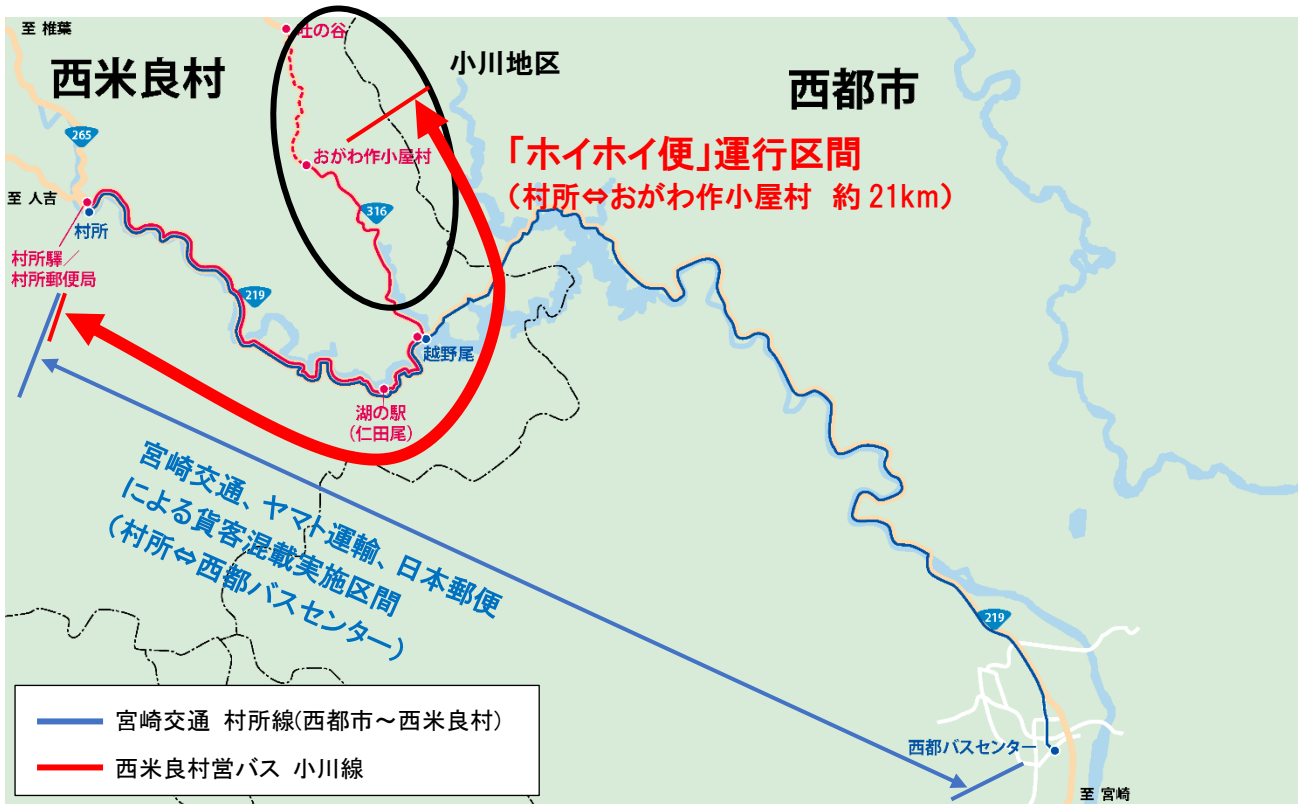 至 椎葉
吐の谷
西米良村
小川地区
西都市
265
おがわ作小屋村
「ホイホイ便」運行区間
(村所⇔おがわ作小屋村 約21km)
至 人吉
村所
316
村所驛/
村所郵便局
219
越野尾
湖の駅
(仁田尾)
宮崎交通、ヤマト運輸、日本郵便
による貨客混載実施区間
(村所⇔西都バスセンター)
219
宮崎交通 村所線(西都市～西米良村)
西米良村営バス 小川線
西都バスセンター
至 宮崎